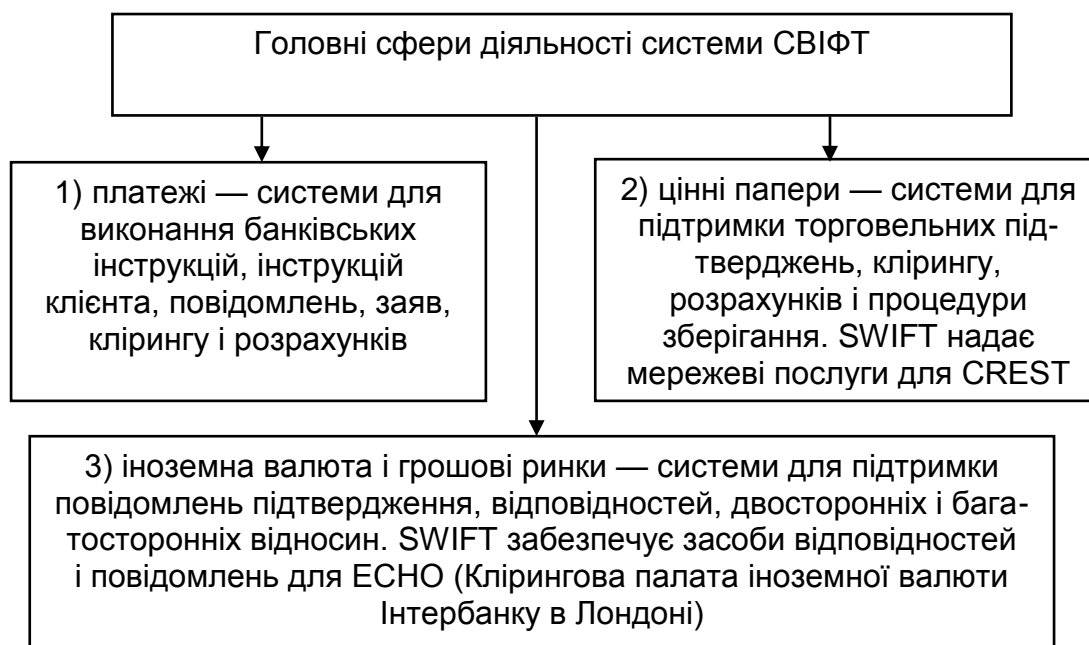 Головні сфери діяльності системи СВІФТ
1) платежі — системи для
виконання банківських
інструкцій, інструкцій
клієнта, повідомлень, заяв,
клірингу і розрахунків
2) цінні папери — системи для
підтримки торговельних під-
тверджень, клірингу,
розрахунків і процедури
зберігання. SWIFT надає
мережеві послуги для CREST
3) іноземна валюта і грошові ринки — системи для підтримки
повідомлень підтвердження, відповідностей, двосторонніх і бага-
тосторонніх відносин. SWIFT забезпечує засоби відповідностей
і повідомлень для ECHO (Клірингова палата іноземної валюти
Інтербанку в Лондоні)